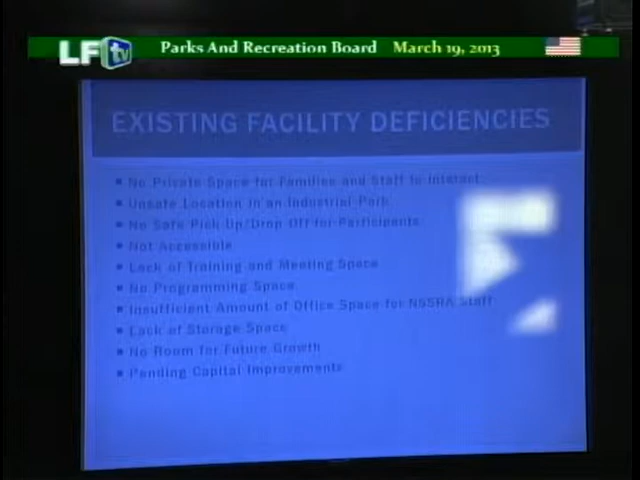 LFtv Parks And Recreation Board March 19, 2013
EXISTING FACILITY DEFICIENCIES
No Private Space for Families and Staff to Interact
Unsafe Location in an Industrial Park
No Safe Pick Up/Drop Off for Participants
Not Accessible
Lack of Training and Meeting Space
No Programming Space
Insufficient Amount of Office Space for NSSRA Staff
Lack of Storage Space
No Room for Future Growth
Pending Capital Improvements